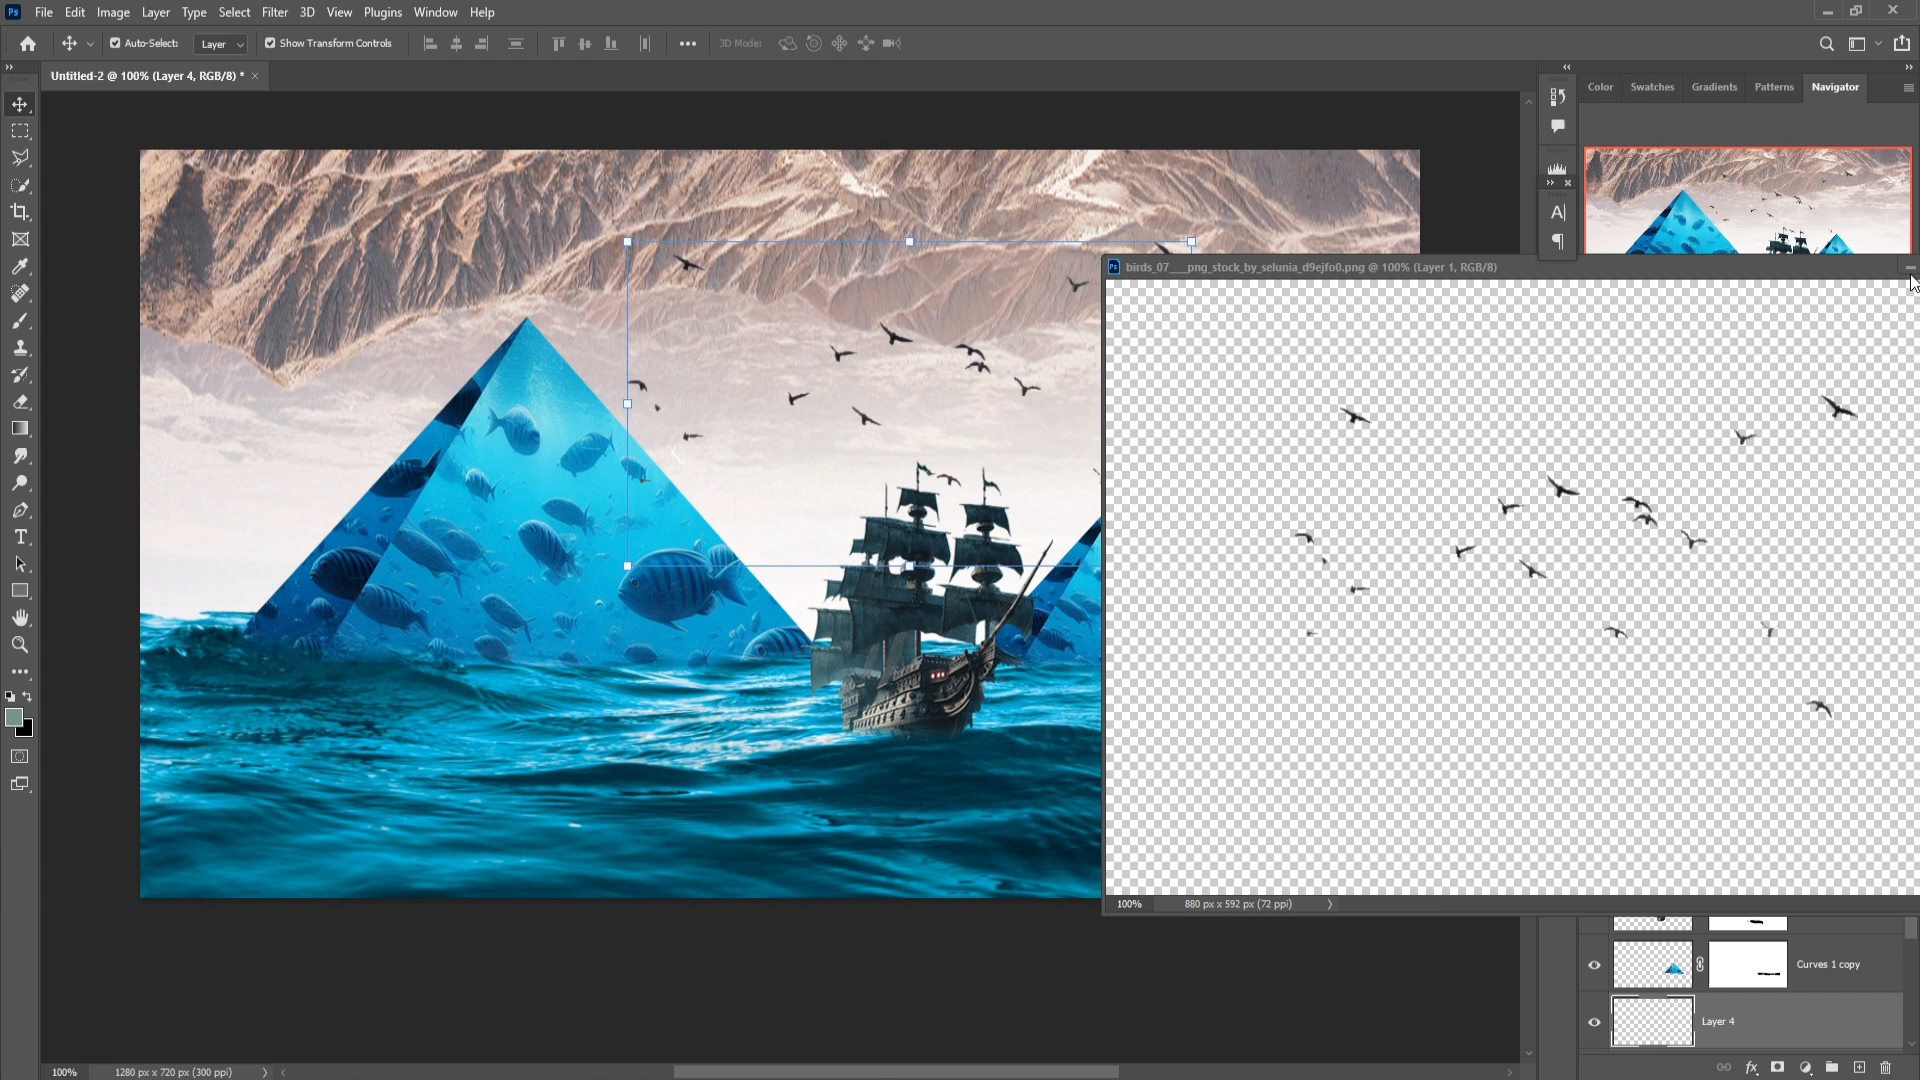 Ps File Edit Image Layer Type Select Filter 3D View Plugins Window Help
Auto-Select: Layer Show Transform Controls 3D Mode:
Untitled-2 @ 100% (Layer 4, RGB/8) *
Color Swatches Gradients Patterns Navigator
birds_07___png_stock_by_selunia_d9ejfo0.png @ 100% (Layer 1, RGB/8)
100% 880 px x 592 px (72 ppi)
Curves 1 copy
Layer 4
100% 1280 px x 720 px (300 ppi)